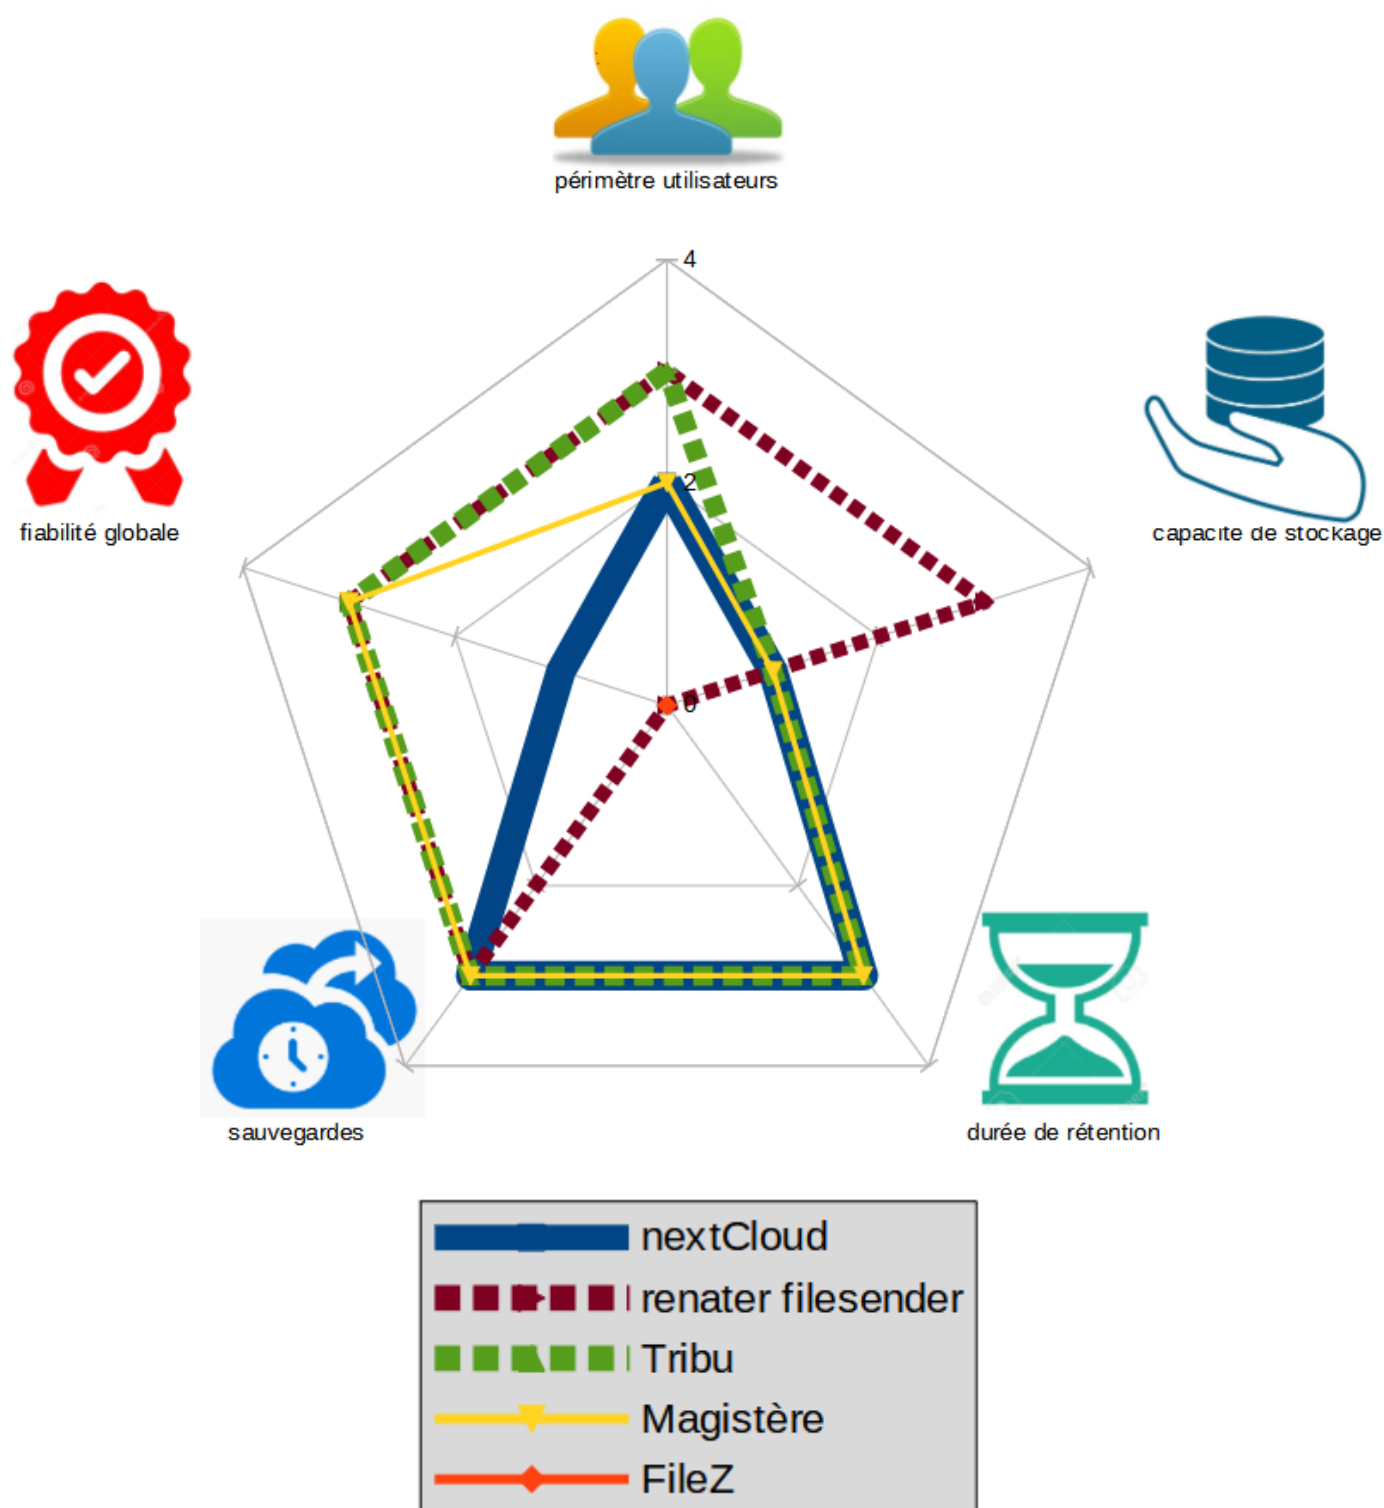 périmètre utilisateurs
4
fiabilité globale
capacité de stockage
2
0
sauvegardes
durée de rétention
nextCloud
renater filesender
Tribu
Magistère
FileZ